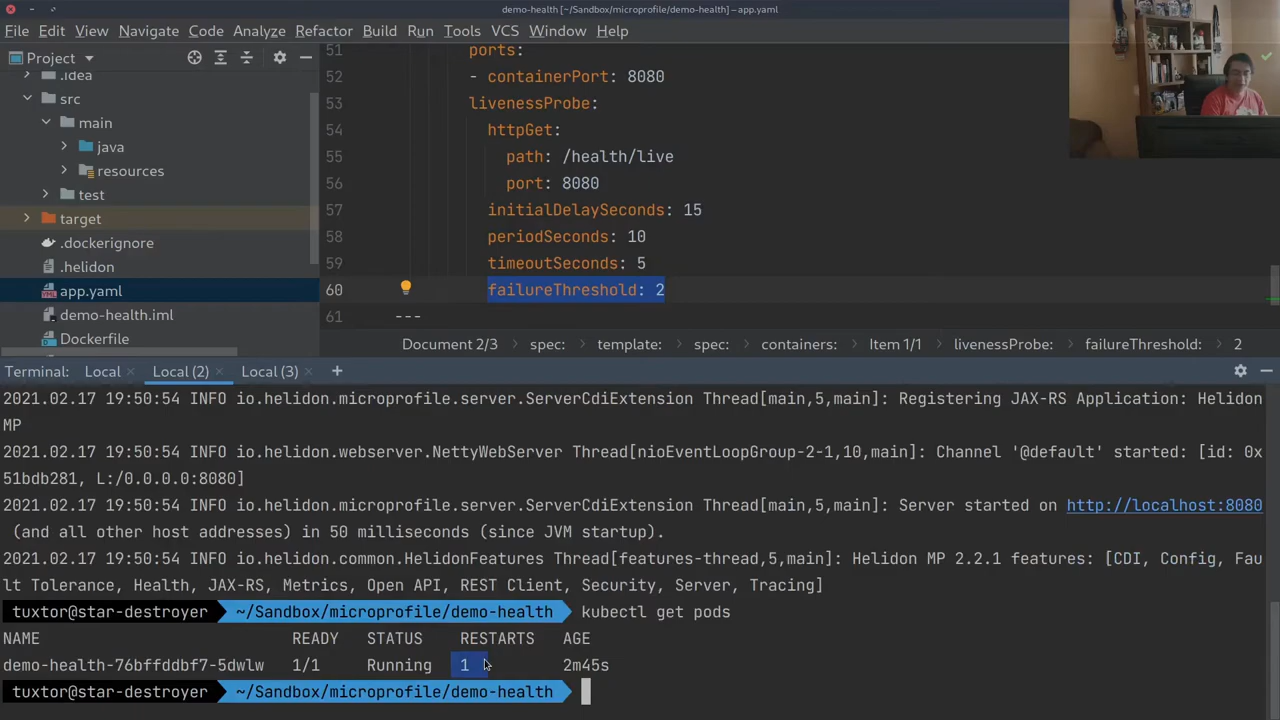 demo-health [~/Sandbox/microprofile/demo-health] – app.yaml
File Edit View Navigate Code Analyze Refactor Build Run Tools VCS Window Help
Project
.idea
src
main
java
resources
test
target
.dockerignore
.helidon
app.yaml
demo-health.iml
Dockerfile
51 ports:
52 - containerPort: 8080
53 livenessProbe:
54 httpGet:
55 path: /health/live
56 port: 8080
57 initialDelaySeconds: 15
58 periodSeconds: 10
59 timeoutSeconds: 5
60 failureThreshold: 2
61 ---
Document 2/3 spec: template: spec: containers: Item 1/1 livenessProbe: failureThreshold: 2
Terminal: Local Local (2) Local (3)
2021.02.17 19:50:54 INFO io.helidon.microprofile.server.ServerCdiExtension Thread[main,5,main]: Registering JAX-RS Application: Helidon
MP
2021.02.17 19:50:54 INFO io.helidon.webserver.NettyWebServer Thread[nioEventLoopGroup-2-1,10,main]: Channel '@default' started: [id: 0x
51bdb281, L:/0.0.0.0:8080]
2021.02.17 19:50:54 INFO io.helidon.microprofile.server.ServerCdiExtension Thread[main,5,main]: Server started on http://localhost:8080
(and all other host addresses) in 50 milliseconds (since JVM startup).
2021.02.17 19:50:54 INFO io.helidon.common.HelidonFeatures Thread[features-thread,5,main]: Helidon MP 2.2.1 features: [CDI, Config, Fau
lt Tolerance, Health, JAX-RS, Metrics, Open API, REST Client, Security, Server, Tracing]
tuxtor@star-destroyer ~/Sandbox/microprofile/demo-health kubectl get pods
NAME READY STATUS RESTARTS AGE
demo-health-76bffddbf7-5dwlw 1/1 Running 1 2m45s
tuxtor@star-destroyer ~/Sandbox/microprofile/demo-health